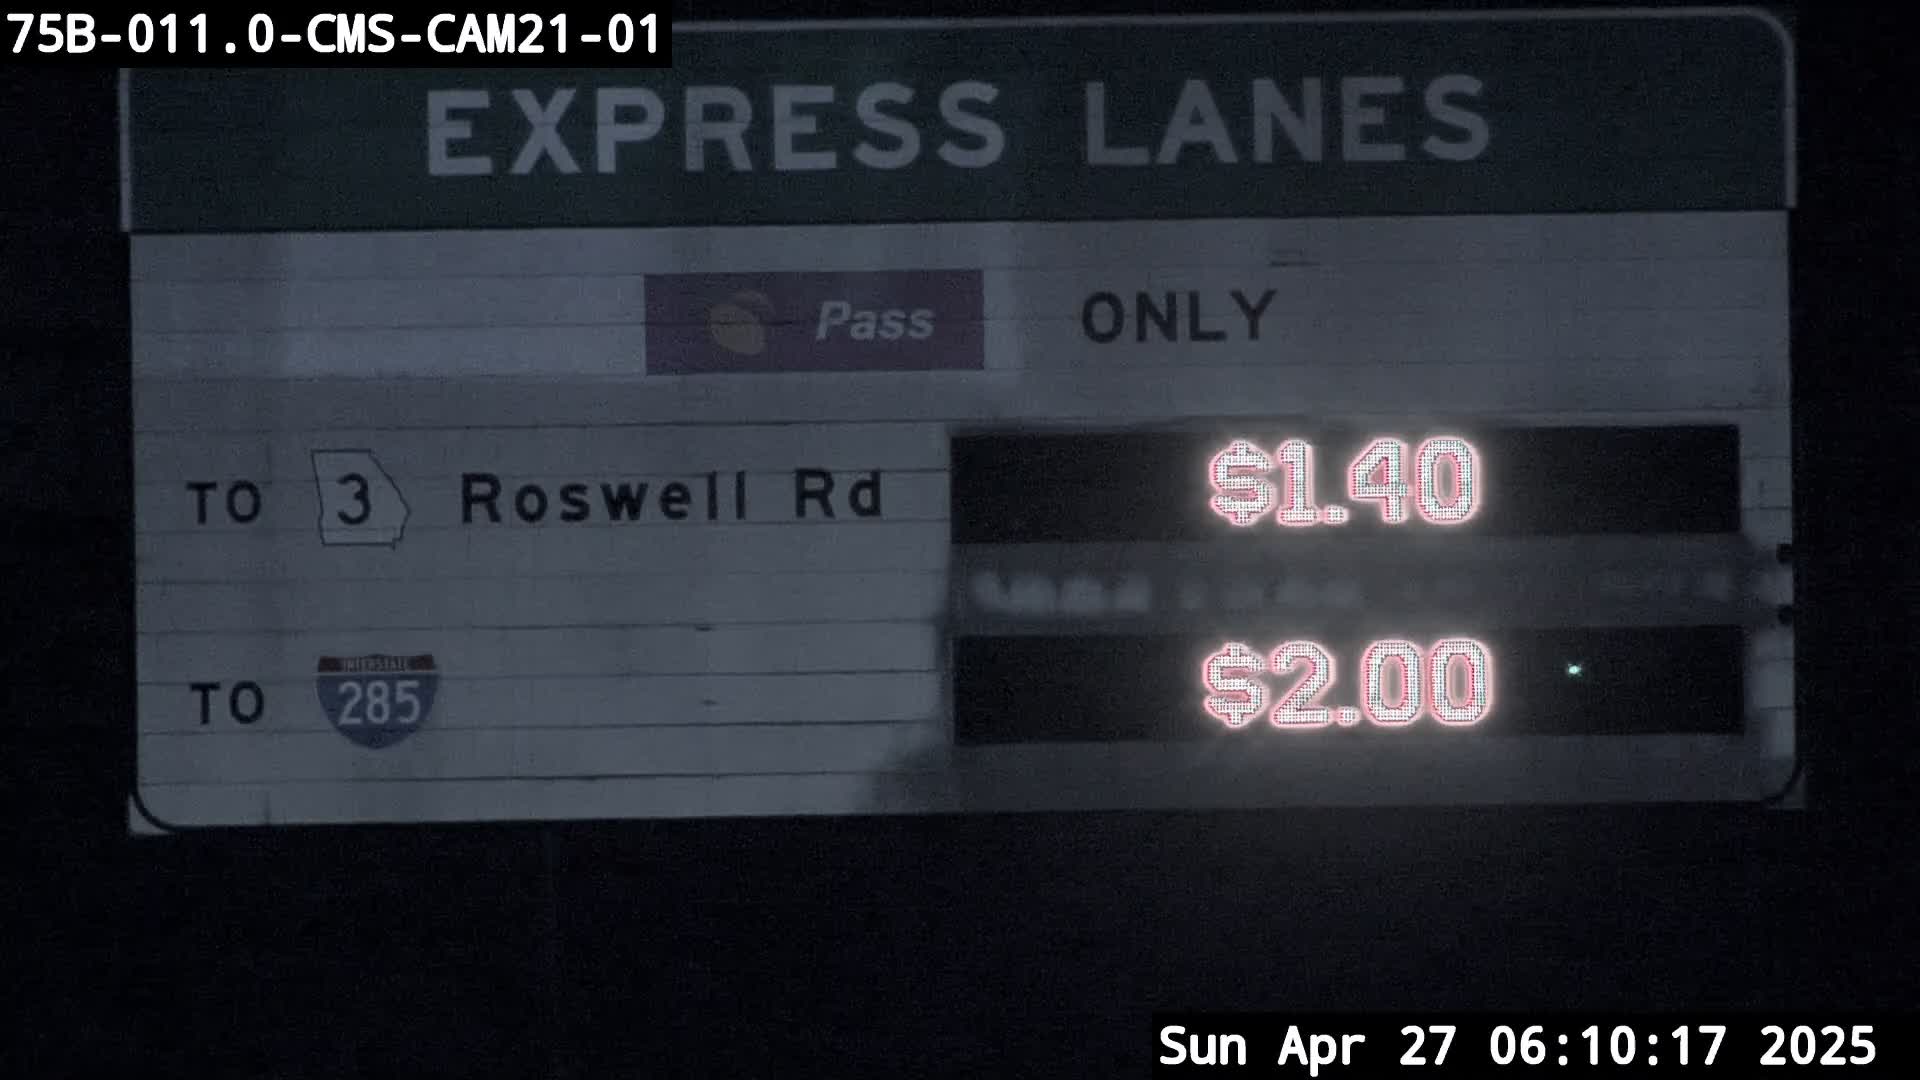 75B-011.0-CMS-CAM21-01
EXPRESS LANES
Pass ONLY
TO 3 Roswell Rd $1.40
INTERSTATE
TO 285 $2.00
Sun Apr 27 06:10:17 2025